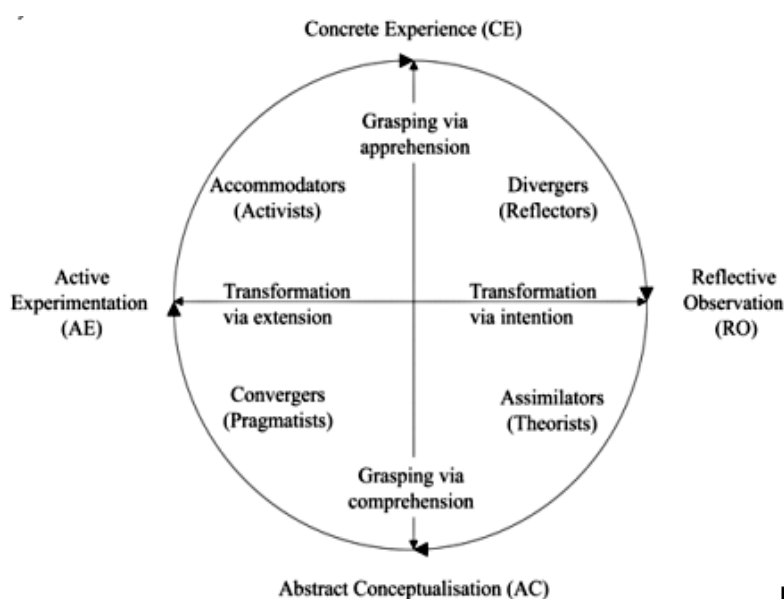 Concrete Experience (CE)
Grasping via
apprehension
Accommodators
(Activists)
Divergers
(Reflectors)
Active
Experimentation
(AE)
Transformation
via extension
Transformation
via intention
Reflective
Observation
(RO)
Convergers
(Pragmatists)
Assimilators
(Theorists)
Grasping via
comprehension
Abstract Conceptualisation (AC)